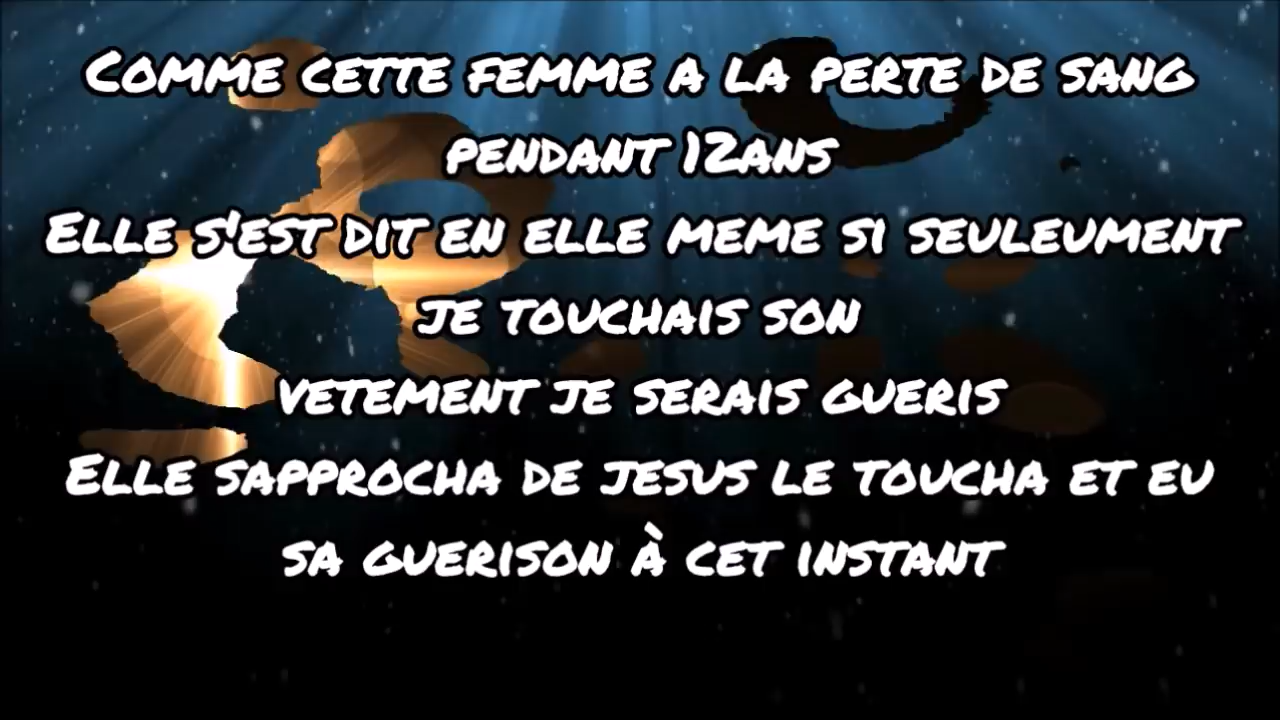 Comme cette femme a la perte de sang
pendant 12ans
Elle s'est dit en elle meme si seuleument
je touchais son
vetement je serais gueris
Elle sapprocha de jesus le toucha et eu
sa guerison à cet instant